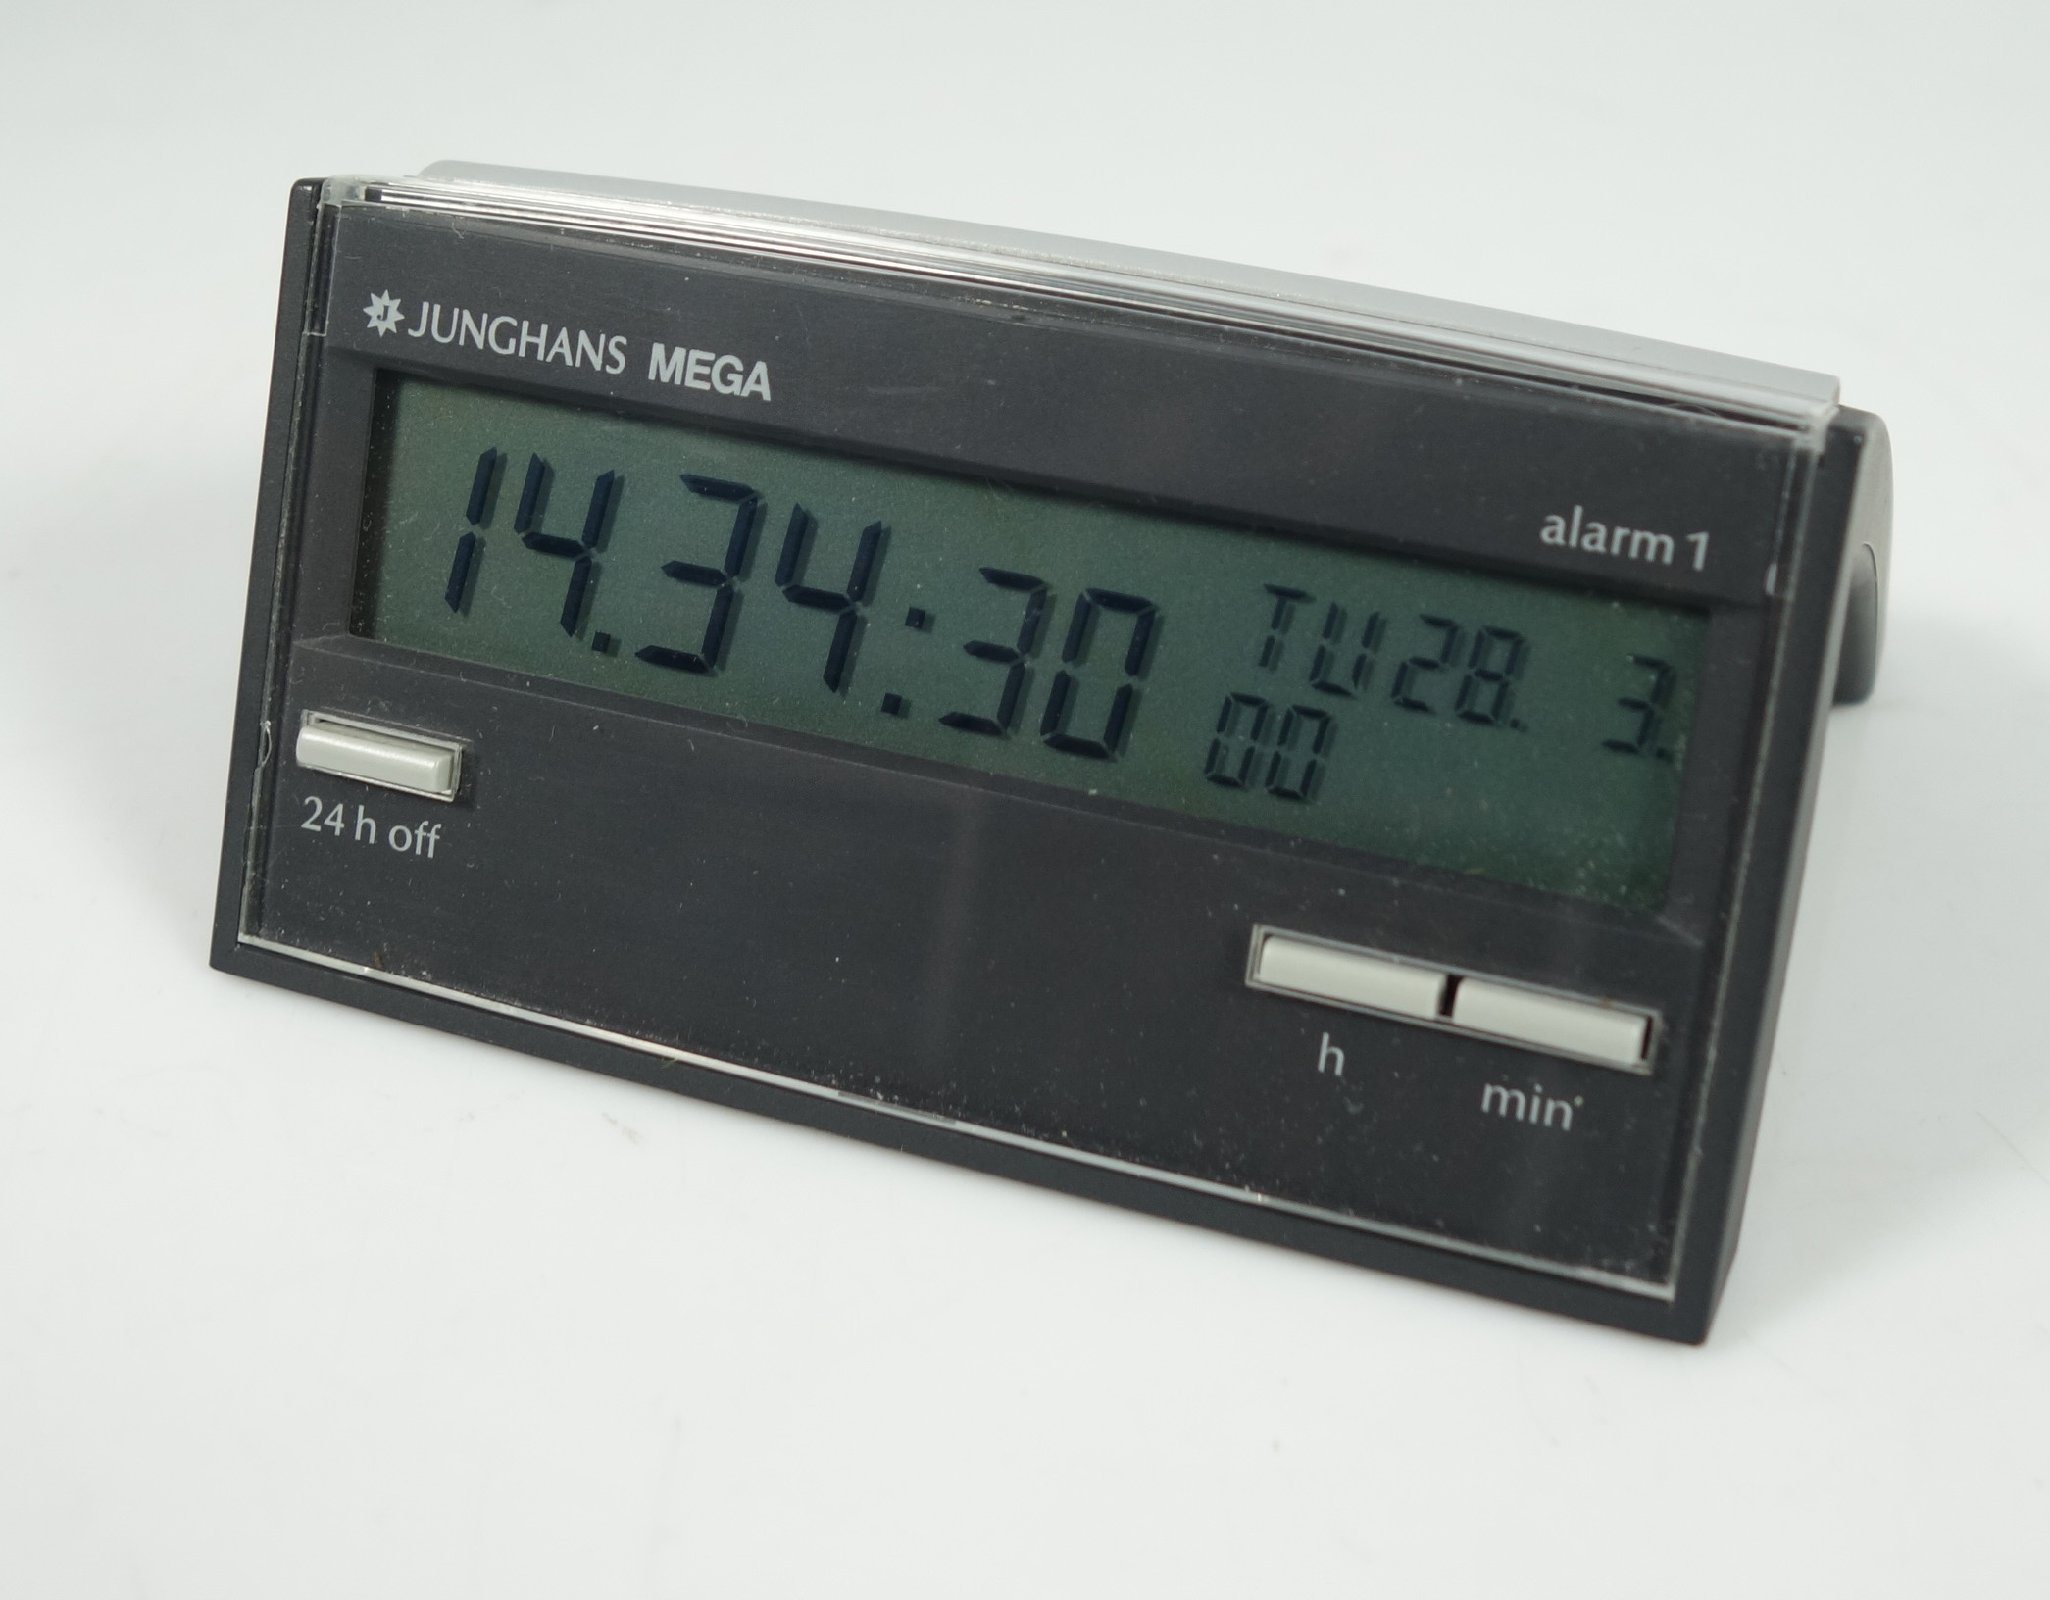 JUNGHANS MEGA
alarm 1
14.34:30
TU 28. 3.
00
24 h off
h min